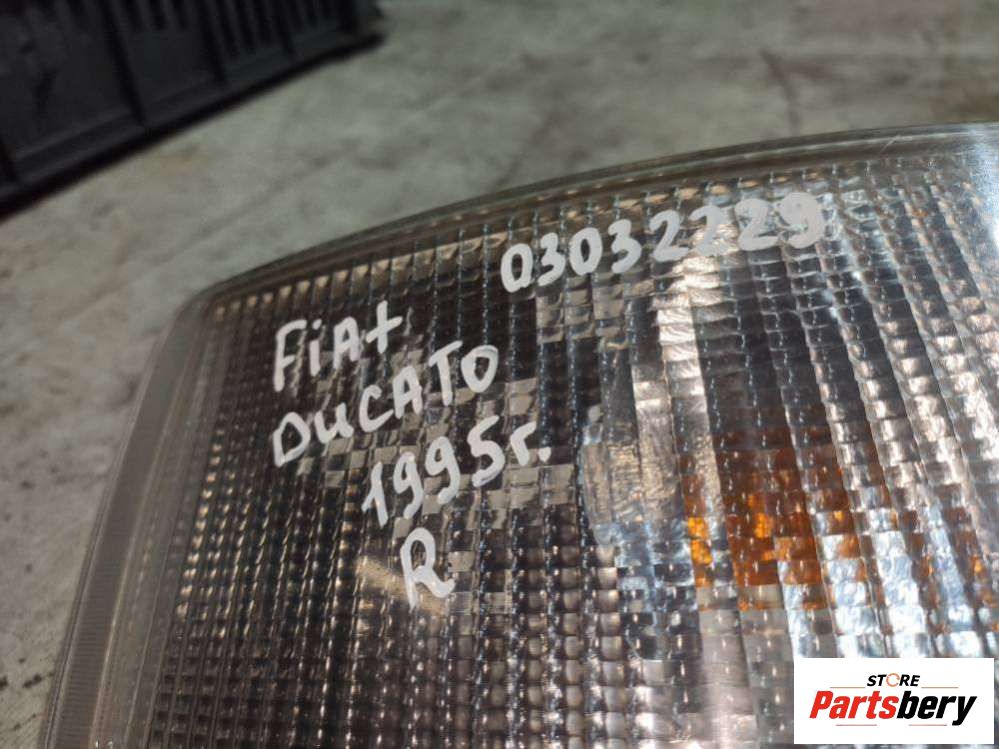 03032229
FiAt
DUCATO
1995г.
R
STORE
Partsbery